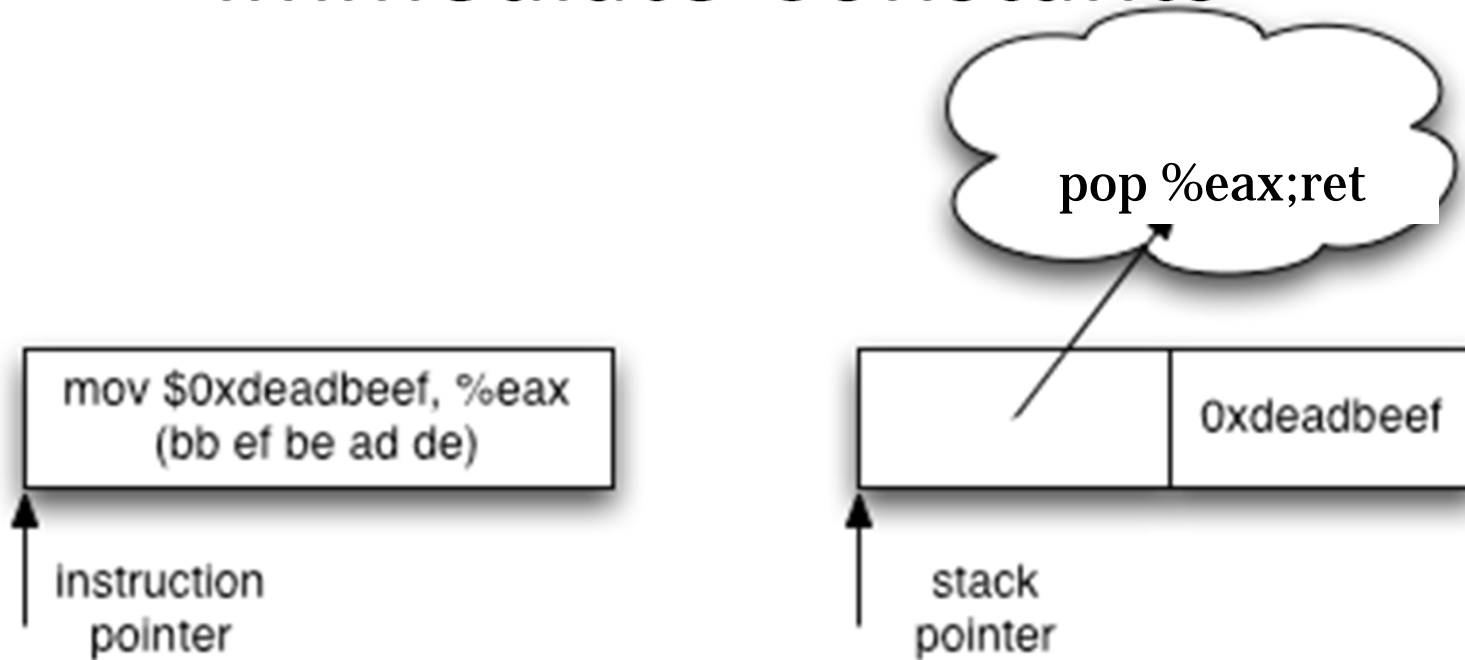 pop %eax;ret
mov $0xdeadbeef, %eax
(bb ef be ad de)
0xdeadbeef
instruction
pointer
stack
pointer